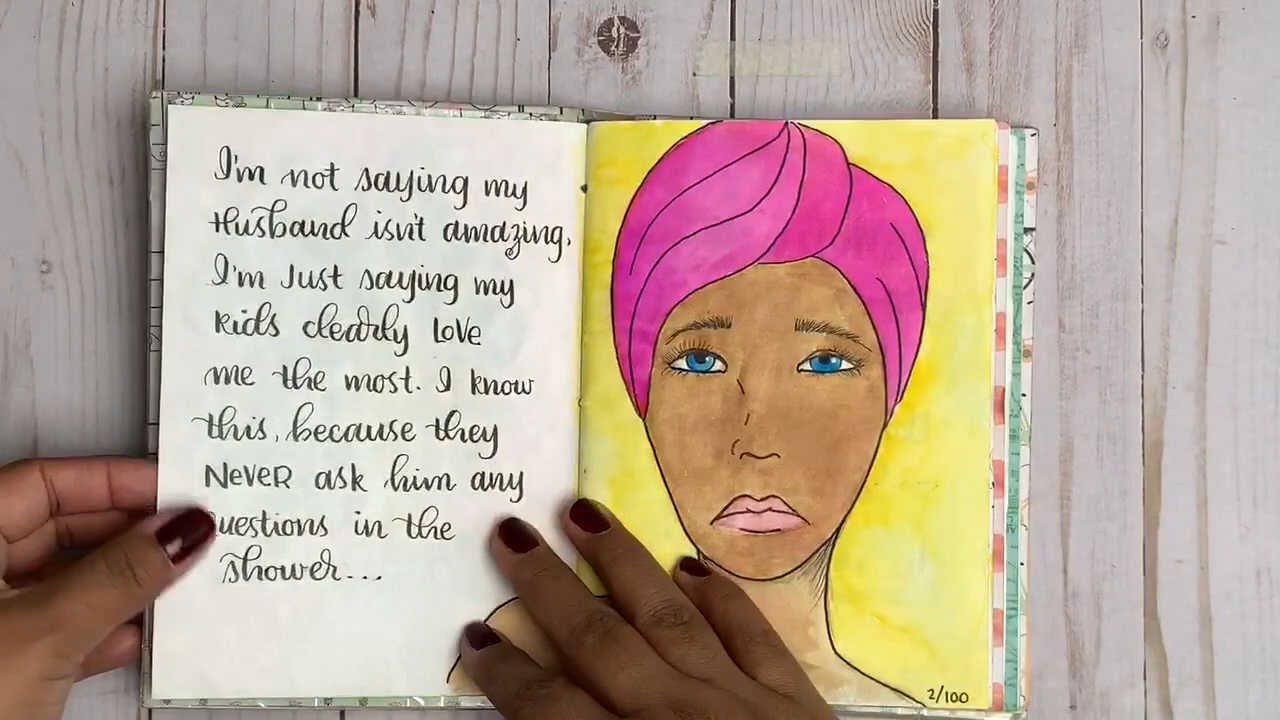 I'm not saying my
Husband isn't amazing,
I'm Just saying my
kids clearly Love
me the most. I know
this, because they
NeveR ask him any
questions in the
shower...
2/100